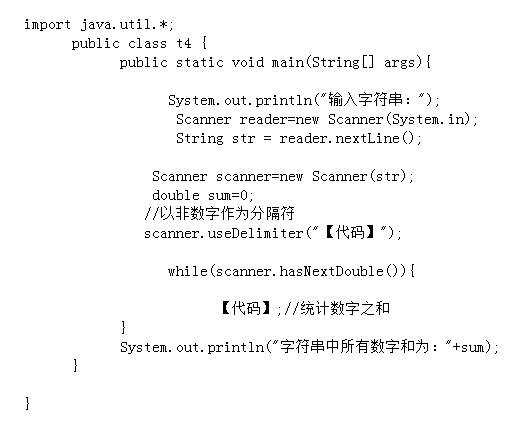 import java.util.*;
public class t4 {
public static void main(String[] args){
System.out.println("输入字符串:");
Scanner reader=new Scanner(System.in);
String str = reader.nextLine();
Scanner scanner=new Scanner(str);
double sum=0;
//以非数字作为分隔符
scanner.useDelimiter("【代码】");
while(scanner.hasNextDouble()){
【代码】;//统计数字之和
}
System.out.println("字符串中所有数字和为:"+sum);
}
}